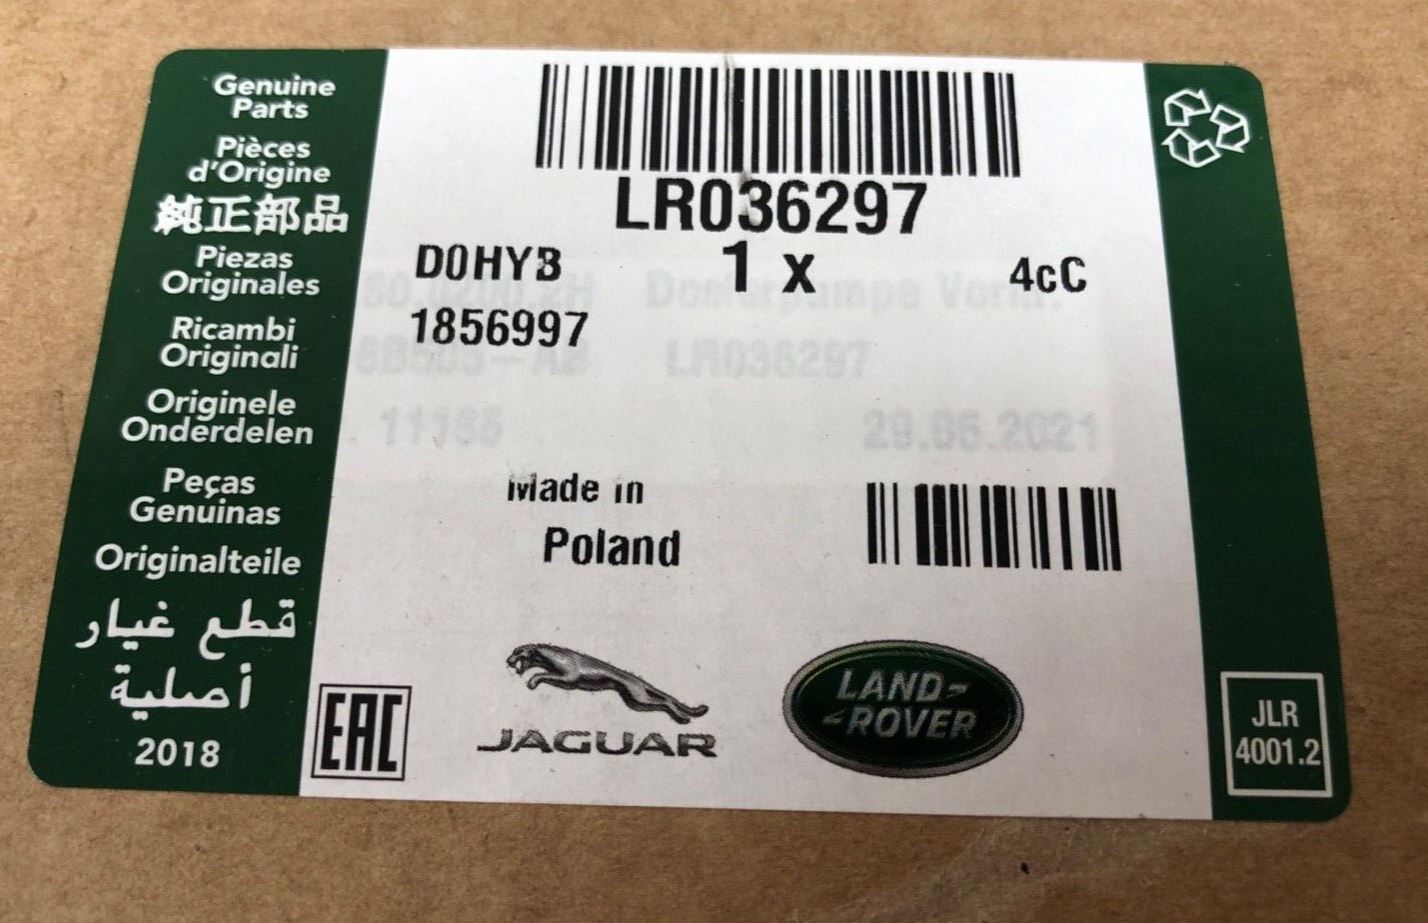 Genuine
Parts
Pièces
d'Origine
純正部品
Piezas
Originales
Ricambi
Originali
Originele
Onderdelen
Peças
Genuinas
Originalteile
قطع غيار
أصلية
2018
LR036297
D0HYB
1 x
4cC
1856997
Dosierpumpe
LR036297
29.05.2021
Made in
Poland
EAC
JAGUAR
LAND-
-ROVER
JLR
4001.2